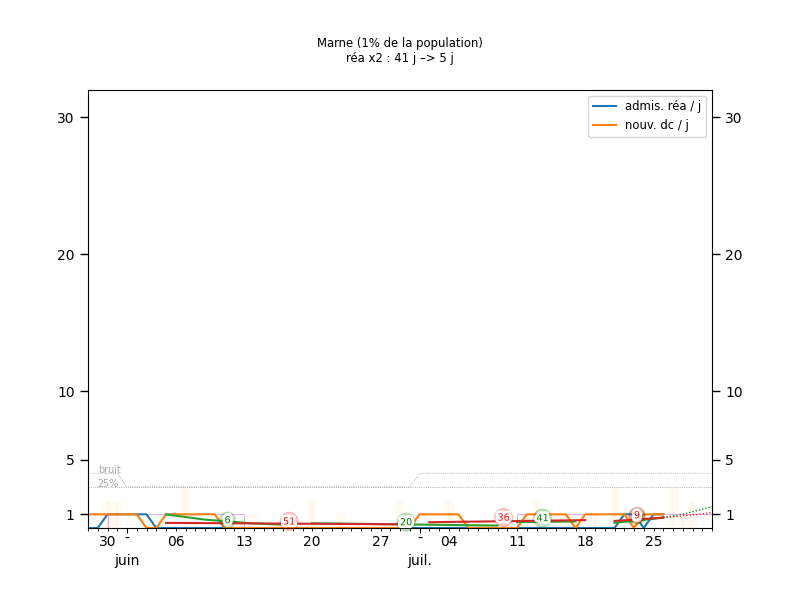 Marne (1% de la population)
réa x2 : 41 j –> 5 j
admis. réa / j
nouv. dc / j
30 30
20 20
10 10
5 5
1 1
bruit
25%
6 51 20 36 41 9
30 - 06 13 20 27 - 04 11 18 25
juin juil.